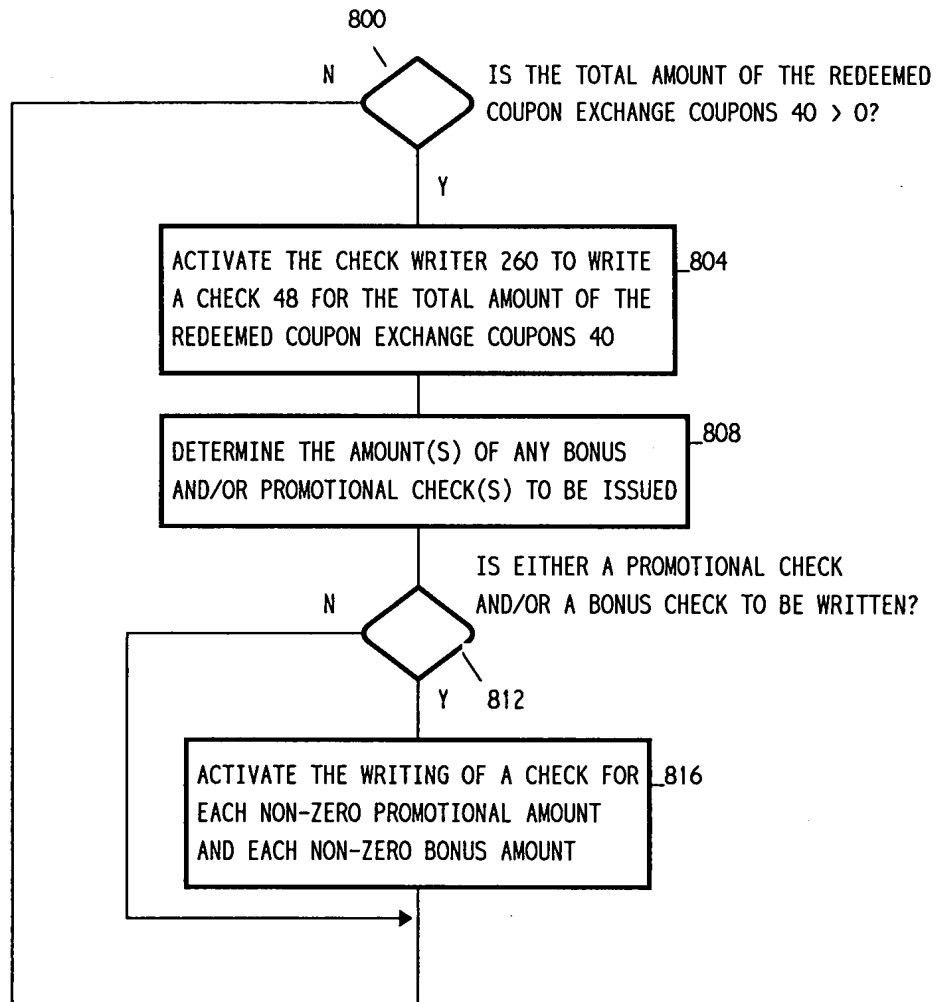 800
N
IS THE TOTAL AMOUNT OF THE REDEEMED
COUPON EXCHANGE COUPONS 40 > 0?
Y
ACTIVATE THE CHECK WRITER 260 TO WRITE
A CHECK 48 FOR THE TOTAL AMOUNT OF THE
REDEEMED COUPON EXCHANGE COUPONS 40
804
DETERMINE THE AMOUNT(S) OF ANY BONUS
AND/OR PROMOTIONAL CHECK(S) TO BE ISSUED
808
IS EITHER A PROMOTIONAL CHECK
AND/OR A BONUS CHECK TO BE WRITTEN?
N
Y
812
ACTIVATE THE WRITING OF A CHECK FOR
EACH NON-ZERO PROMOTIONAL AMOUNT
AND EACH NON-ZERO BONUS AMOUNT
816